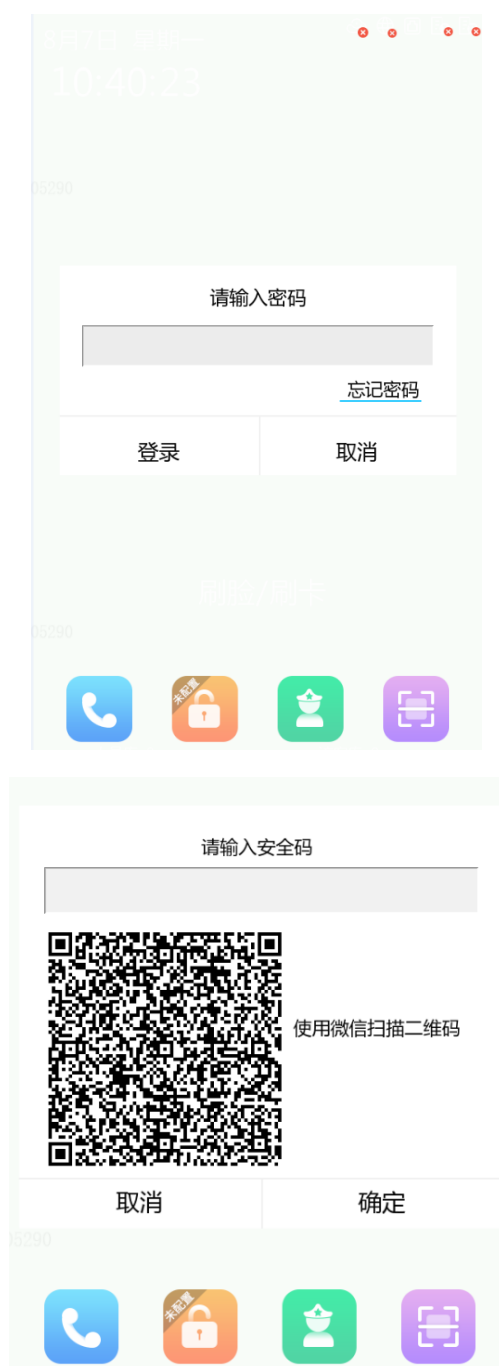 8月7日 星期一
10:40:23
05290
请输入密码
忘记密码
登录 取消
刷脸/刷卡
05290
未配置
请输入安全码
使用微信扫描二维码
取消 确定
05290
未配置